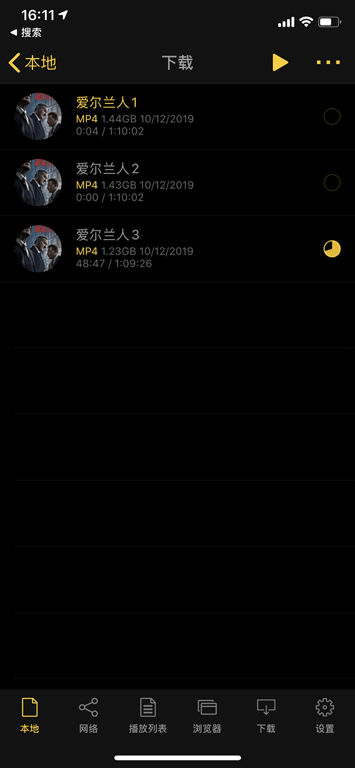 16:11
搜索
本地
下载
爱尔兰人1
MP4 1.44GB 10/12/2019
0:04 / 1:10:02
爱尔兰人2
MP4 1.43GB 10/12/2019
0:00 / 1:10:02
爱尔兰人3
MP4 1.23GB 10/12/2019
48:47 / 1:09:26
本地
网络
播放列表
浏览器
下载
设置